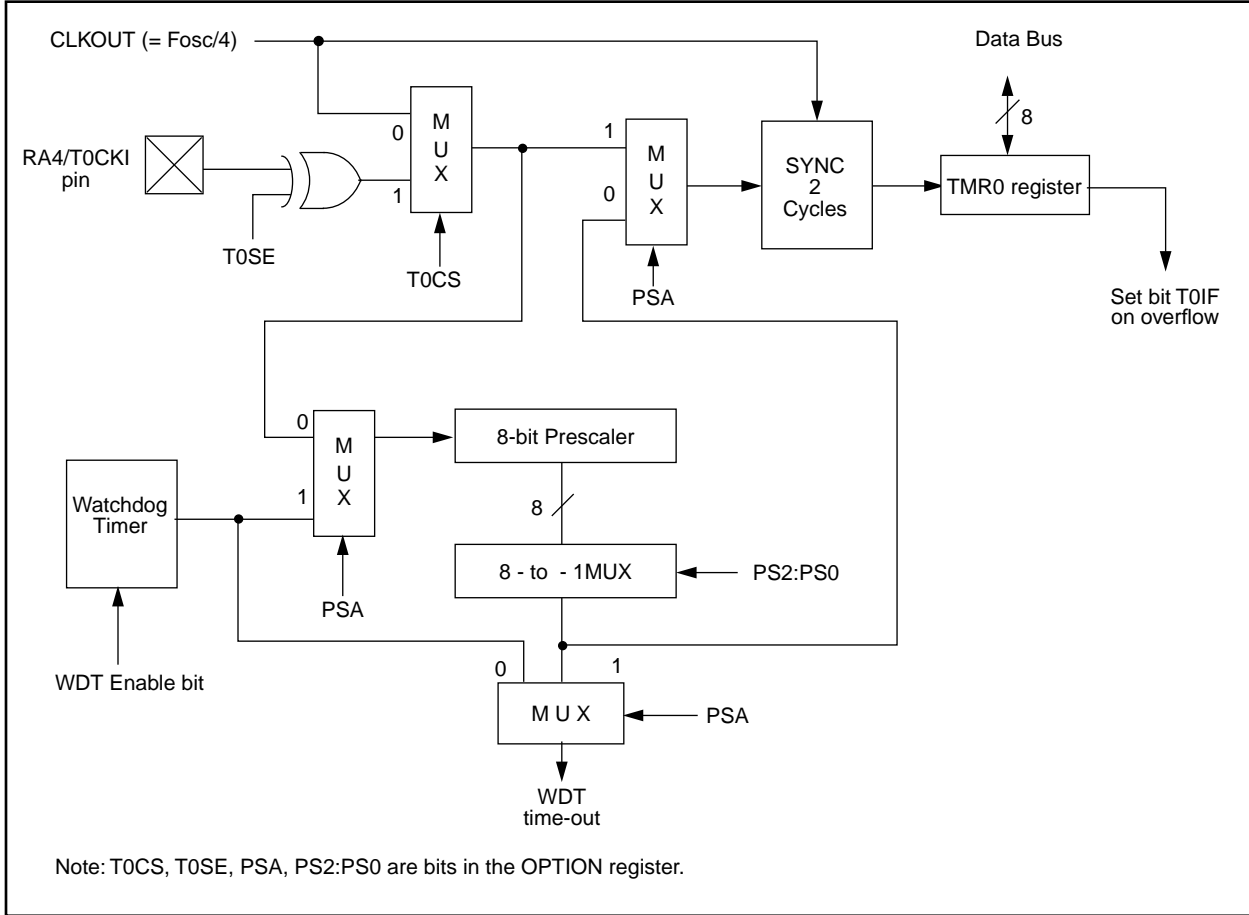 CLKOUT (= Fosc/4)
Data Bus
8
M
U
X
0
1
RA4/T0CKI
pin
T0SE
T0CS
M
U
X
1
0
PSA
SYNC
2
Cycles
TMR0 register
Set bit T0IF
on overflow
0
1
M
U
X
PSA
8-bit Prescaler
8
8 - to - 1MUX
PS2:PS0
Watchdog
Timer
WDT Enable bit
0
1
M U X
PSA
WDT
time-out
Note: T0CS, T0SE, PSA, PS2:PS0 are bits in the OPTION register.